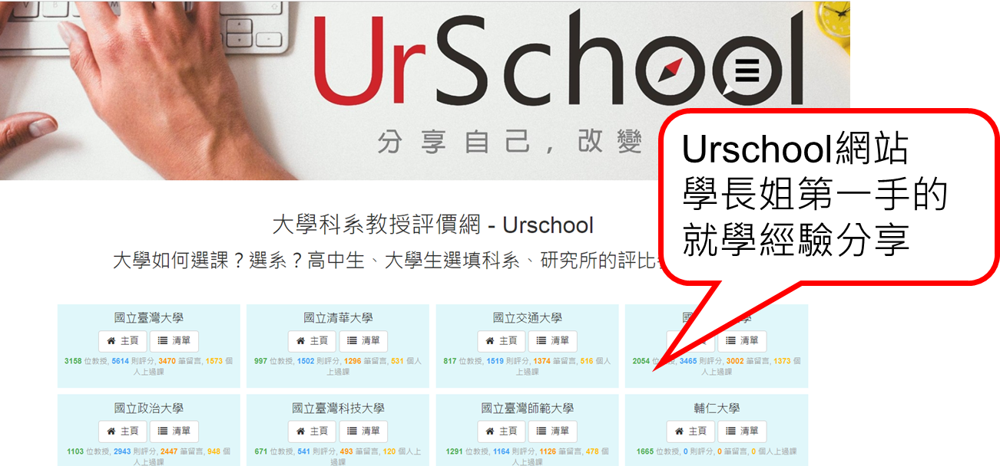 UrSchool
分享自己，改變
Urschool網站
學長姐第一手的
就學經驗分享
大學科系教授評價網 - Urschool
大學如何選課？選系？高中生、大學生選填科系、研究所的評比
國立臺灣大學
主頁 清單
3158 位教授, 5614 則評分, 3470 筆留言, 1573 個
人上過課
國立清華大學
主頁 清單
997 位教授, 1502 則評分, 1296 筆留言, 531 個人
上過課
國立交通大學
主頁 清單
817 位教授, 1519 則評分, 1374 筆留言, 516 個人
上過課
國 學
頁 清單
2054 位 授, 3465 則評分, 3002 筆留言, 1373 個
人上過課
國立政治大學
主頁 清單
1103 位教授, 2943 則評分, 2447 筆留言, 948 個
人上過課
國立臺灣科技大學
主頁 清單
671 位教授, 541 則評分, 493 筆留言, 120 個人上
過課
國立臺灣師範大學
主頁 清單
1291 位教授, 1164 則評分, 1126 筆留言, 478 個
人上過課
輔仁大學
主頁 清單
1665 位教授, 0 則評分, 0 筆留言, 0 個人上過課